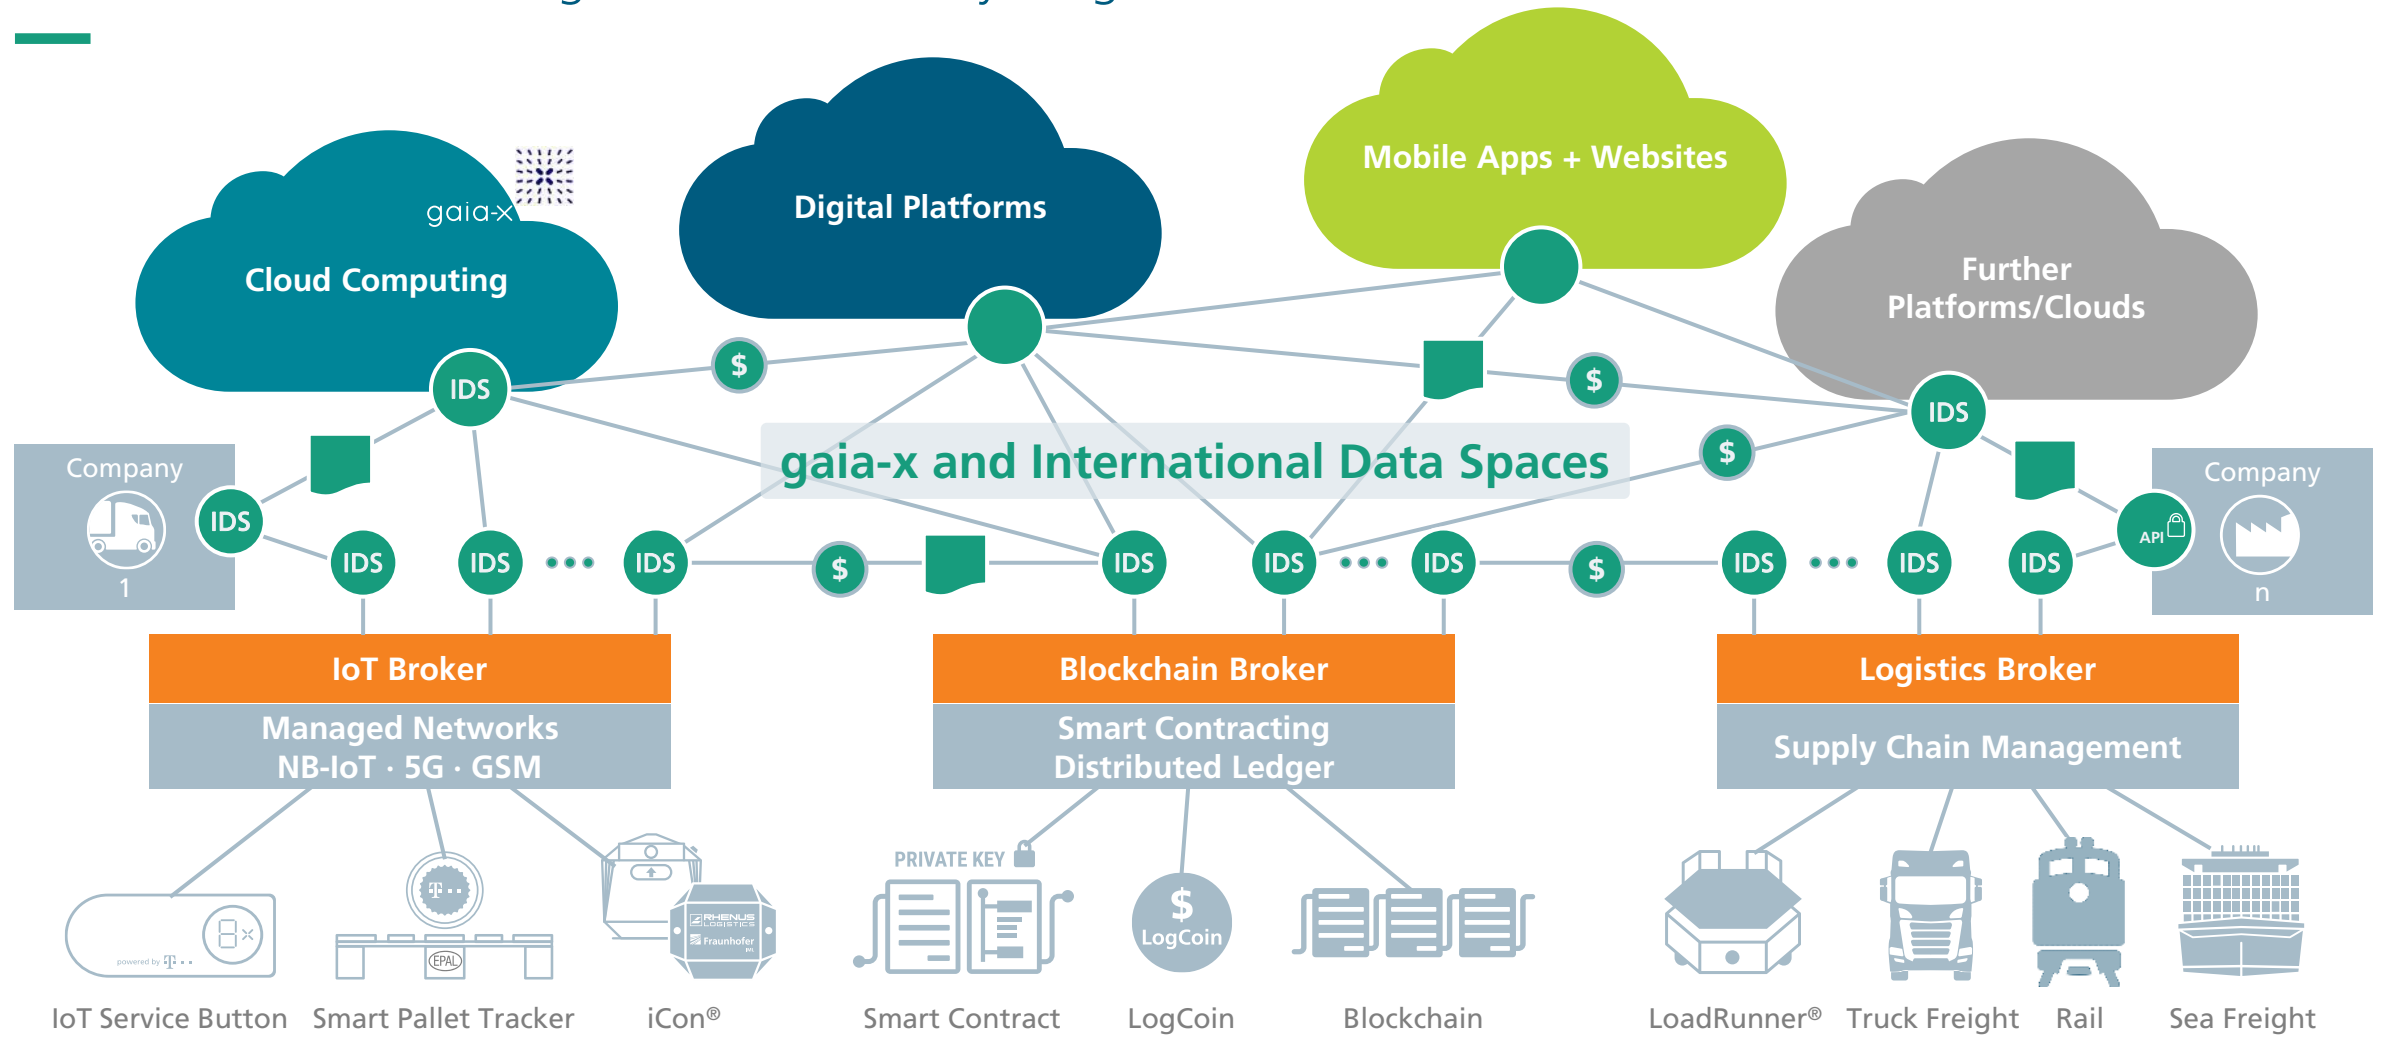 gaia-x
Cloud Computing
Digital Platforms
Mobile Apps + Websites
Further
Platforms/Clouds
$
$
IDS
IDS
gaia-x and International Data Spaces
$
Company
1
IDS
Company
n
API
IDS
IDS
IDS
$
IDS
IDS
IDS
$
IDS
IDS
IDS
IoT Broker
Managed Networks
NB-IoT · 5G · GSM
Blockchain Broker
Smart Contracting
Distributed Ledger
Logistics Broker
Supply Chain Management
powered by T
T
EPAL
RHENUS
LOGISTICS
Fraunhofer
IML
PRIVATE KEY
$
LogCoin
IoT Service Button
Smart Pallet Tracker
iCon®
Smart Contract
LogCoin
Blockchain
LoadRunner®
Truck Freight
Rail
Sea Freight